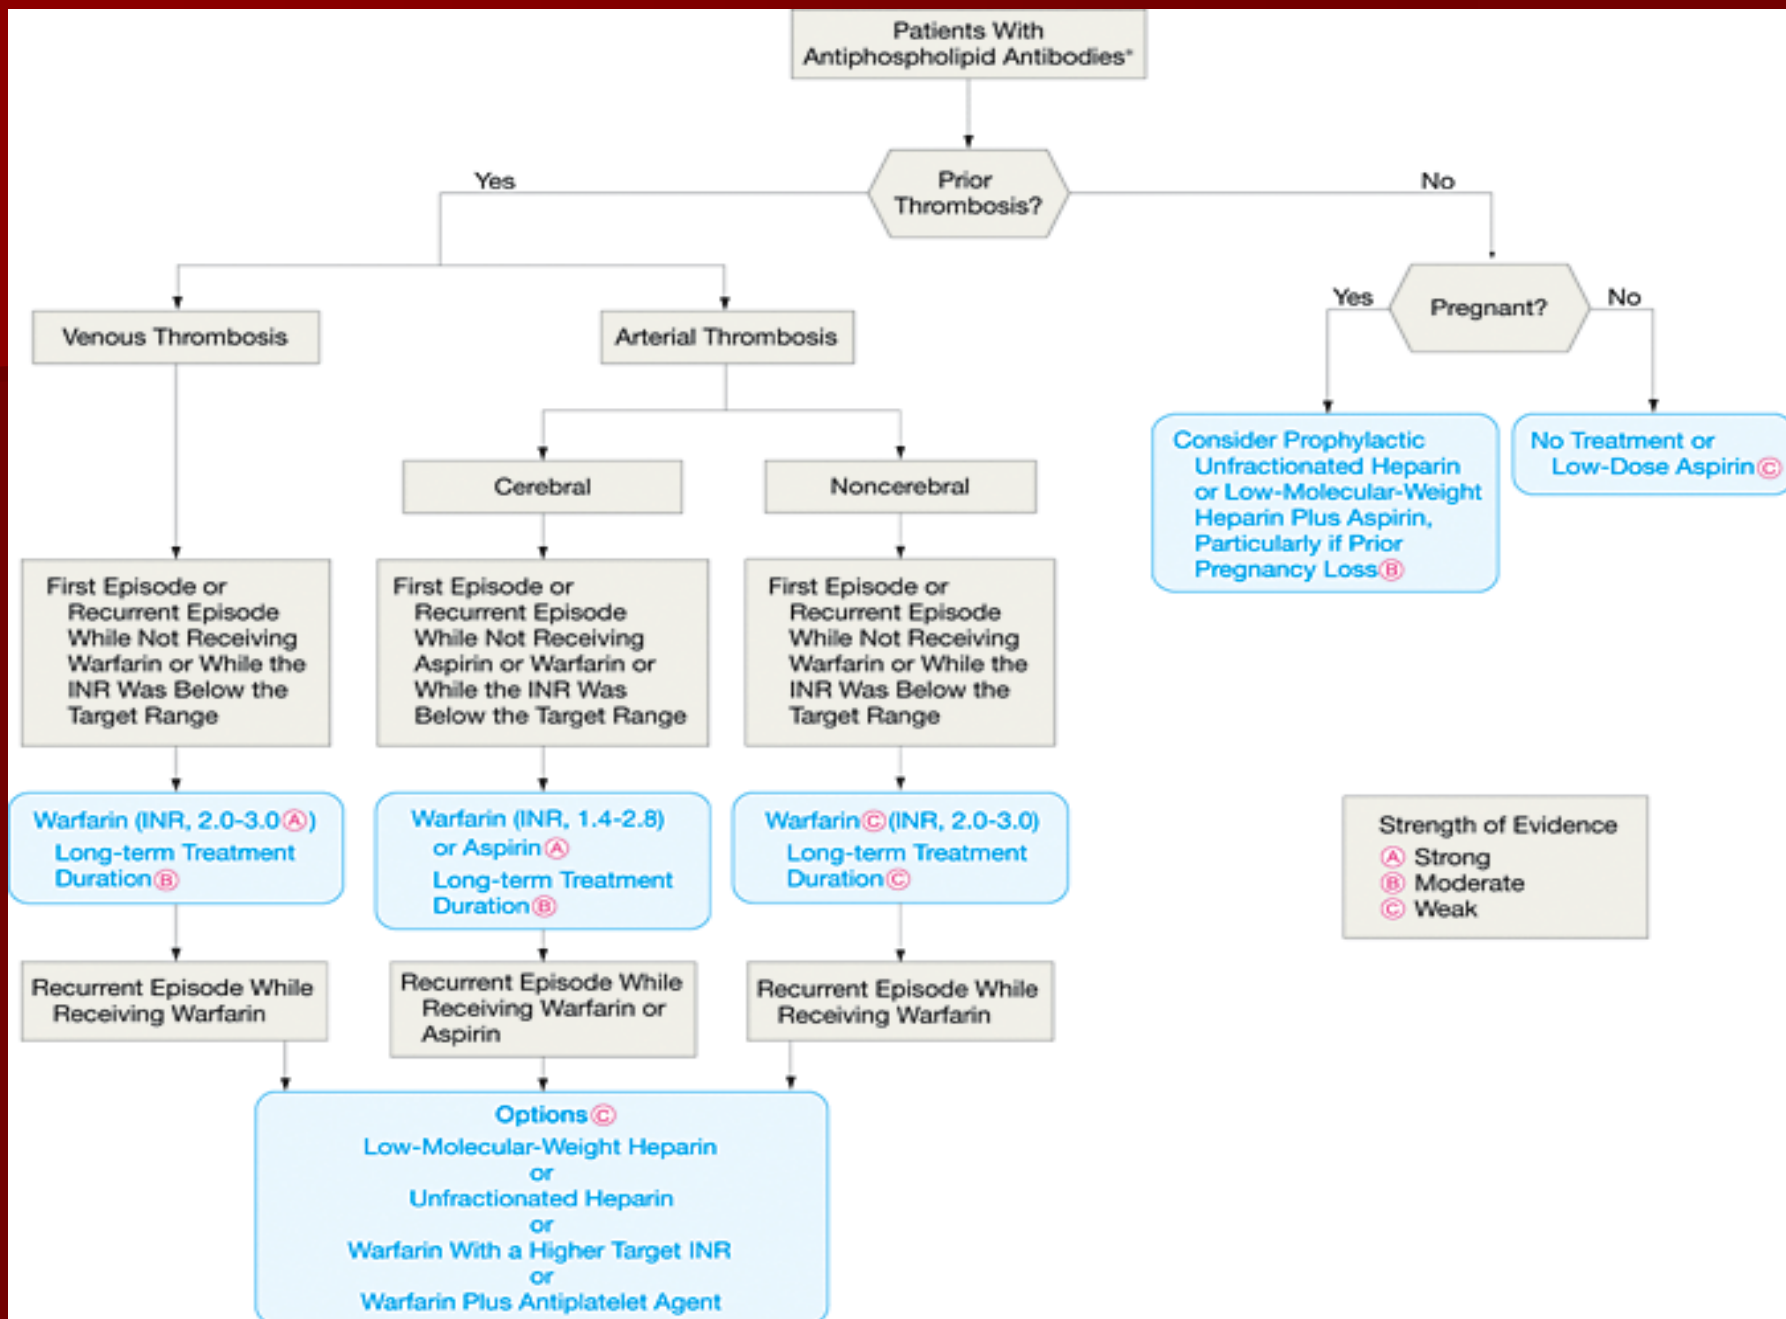 Patients With
Antiphospholipid Antibodies*
Prior
Thrombosis?
Yes
No
Venous Thrombosis
Arterial Thrombosis
Pregnant?
Yes
No
Cerebral
Noncerebral
Consider Prophylactic
Unfractionated Heparin
or Low-Molecular-Weight
Heparin Plus Aspirin,
Particularly if Prior
Pregnancy Loss Ⓑ
No Treatment or
Low-Dose Aspirin Ⓒ
First Episode or
Recurrent Episode
While Not Receiving
Warfarin or While the
INR Was Below the
Target Range
First Episode or
Recurrent Episode
While Not Receiving
Aspirin or Warfarin or
While the INR Was
Below the Target Range
First Episode or
Recurrent Episode
While Not Receiving
Warfarin or While the
INR Was Below the
Target Range
Warfarin (INR, 2.0-3.0 Ⓐ)
Long-term Treatment
Duration Ⓑ
Warfarin (INR, 1.4-2.8)
or Aspirin Ⓐ
Long-term Treatment
Duration Ⓑ
Warfarin Ⓒ (INR, 2.0-3.0)
Long-term Treatment
Duration Ⓒ
Strength of Evidence
Ⓐ Strong
Ⓑ Moderate
Ⓒ Weak
Recurrent Episode While
Receiving Warfarin
Recurrent Episode While
Receiving Warfarin or
Aspirin
Recurrent Episode While
Receiving Warfarin
Options Ⓒ
Low-Molecular-Weight Heparin
or
Unfractionated Heparin
or
Warfarin With a Higher Target INR
or
Warfarin Plus Antiplatelet Agent